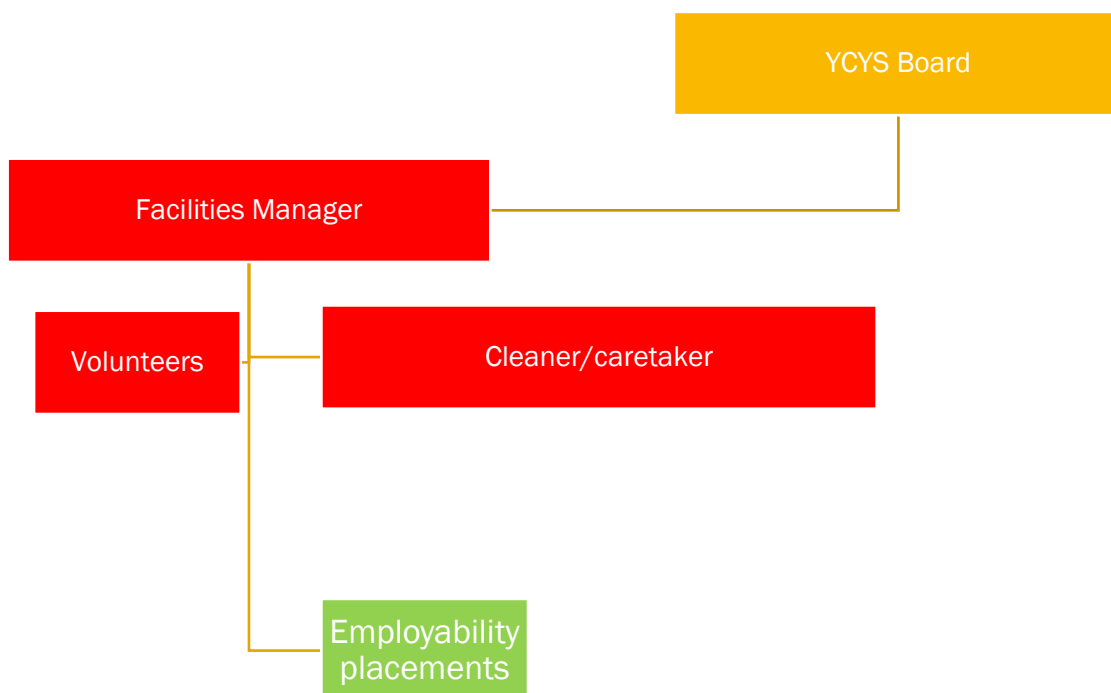 YCYS Board
Facilities Manager
Volunteers
Cleaner/caretaker
Employability
placements